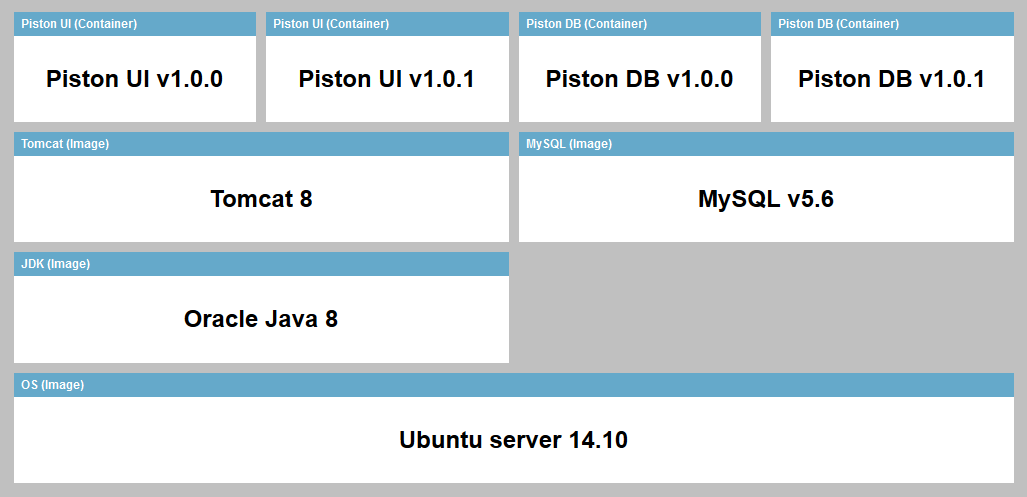 Piston UI (Container)
Piston UI v1.0.0
Piston UI (Container)
Piston UI v1.0.1
Piston DB (Container)
Piston DB v1.0.0
Piston DB (Container)
Piston DB v1.0.1
Tomcat (Image)
Tomcat 8
MySQL (Image)
MySQL v5.6
JDK (Image)
Oracle Java 8
OS (Image)
Ubuntu server 14.10